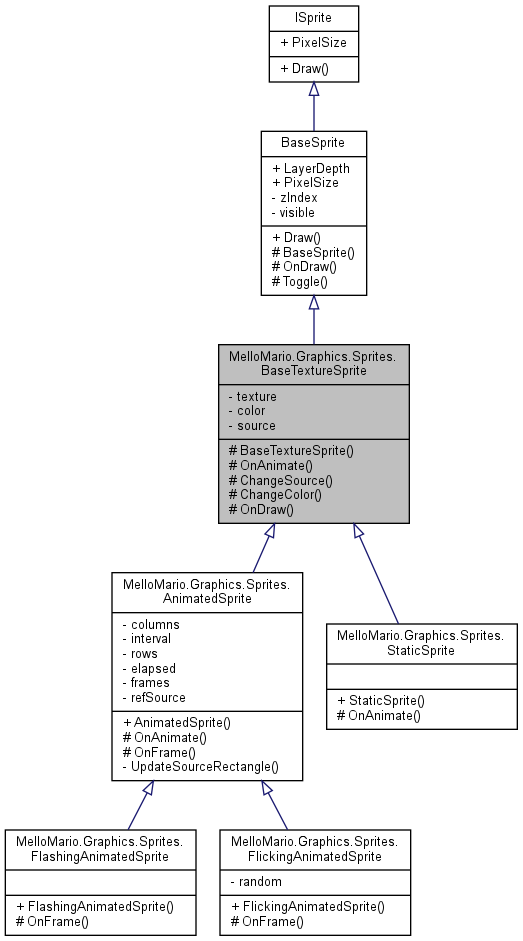 ISprite
+ PixelSize
+ Draw()
BaseSprite
+ LayerDepth
+ PixelSize
- zIndex
- visible
+ Draw()
# BaseSprite()
# OnDraw()
# Toggle()
MelloMario.Graphics.Sprites.
BaseTextureSprite
- texture
- color
- source
# BaseTextureSprite()
# OnAnimate()
# ChangeSource()
# ChangeColor()
# OnDraw()
MelloMario.Graphics.Sprites.
AnimatedSprite
- columns
- interval
- rows
- elapsed
- frames
- refSource
+ AnimatedSprite()
# OnAnimate()
# OnFrame()
- UpdateSourceRectangle()
MelloMario.Graphics.Sprites.
StaticSprite
+ StaticSprite()
# OnAnimate()
MelloMario.Graphics.Sprites.
FlashingAnimatedSprite
+ FlashingAnimatedSprite()
# OnFrame()
MelloMario.Graphics.Sprites.
FlickingAnimatedSprite
- random
+ FlickingAnimatedSprite()
# OnFrame()